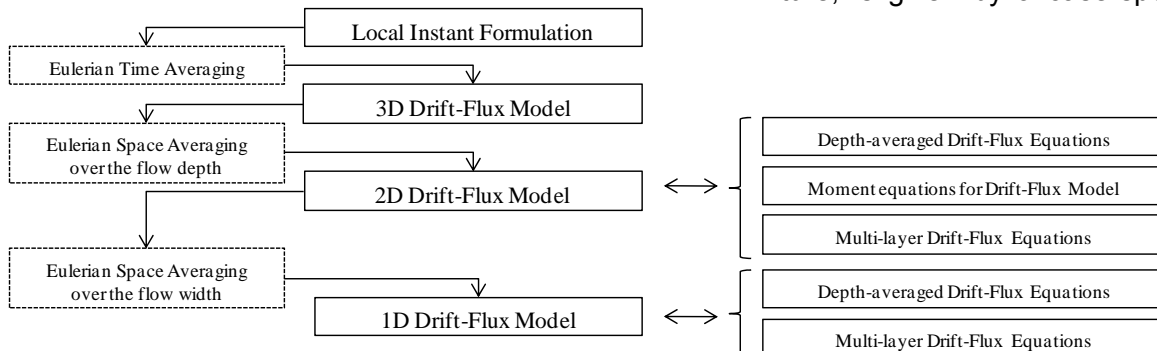 Local Instant Formulation
Eulerian Time Averaging
3D Drift-Flux Model
Eulerian Space Averaging
over the flow depth
2D Drift-Flux Model
Depth-averaged Drift-Flux Equations
Moment equations for Drift-Flux Model
Multi-layer Drift-Flux Equations
Eulerian Space Averaging
over the flow width
1D Drift-Flux Model
Depth-averaged Drift-Flux Equations
Multi-layer Drift-Flux Equations